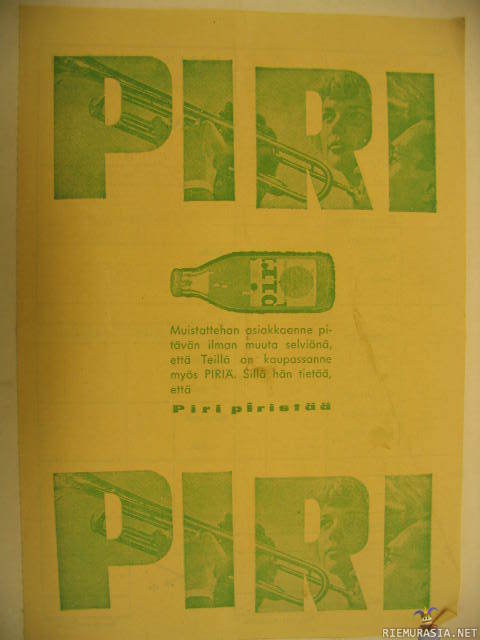 PIRI
Piri
Muistattehan asiakkaenne pi-
tävän ilman muuta selviönä,
että Teillä on kaupassanne
myös PIRIÄ. Sillä hän tietää,
että
Piri piristää
PIRI
RIEMURASIA.NET